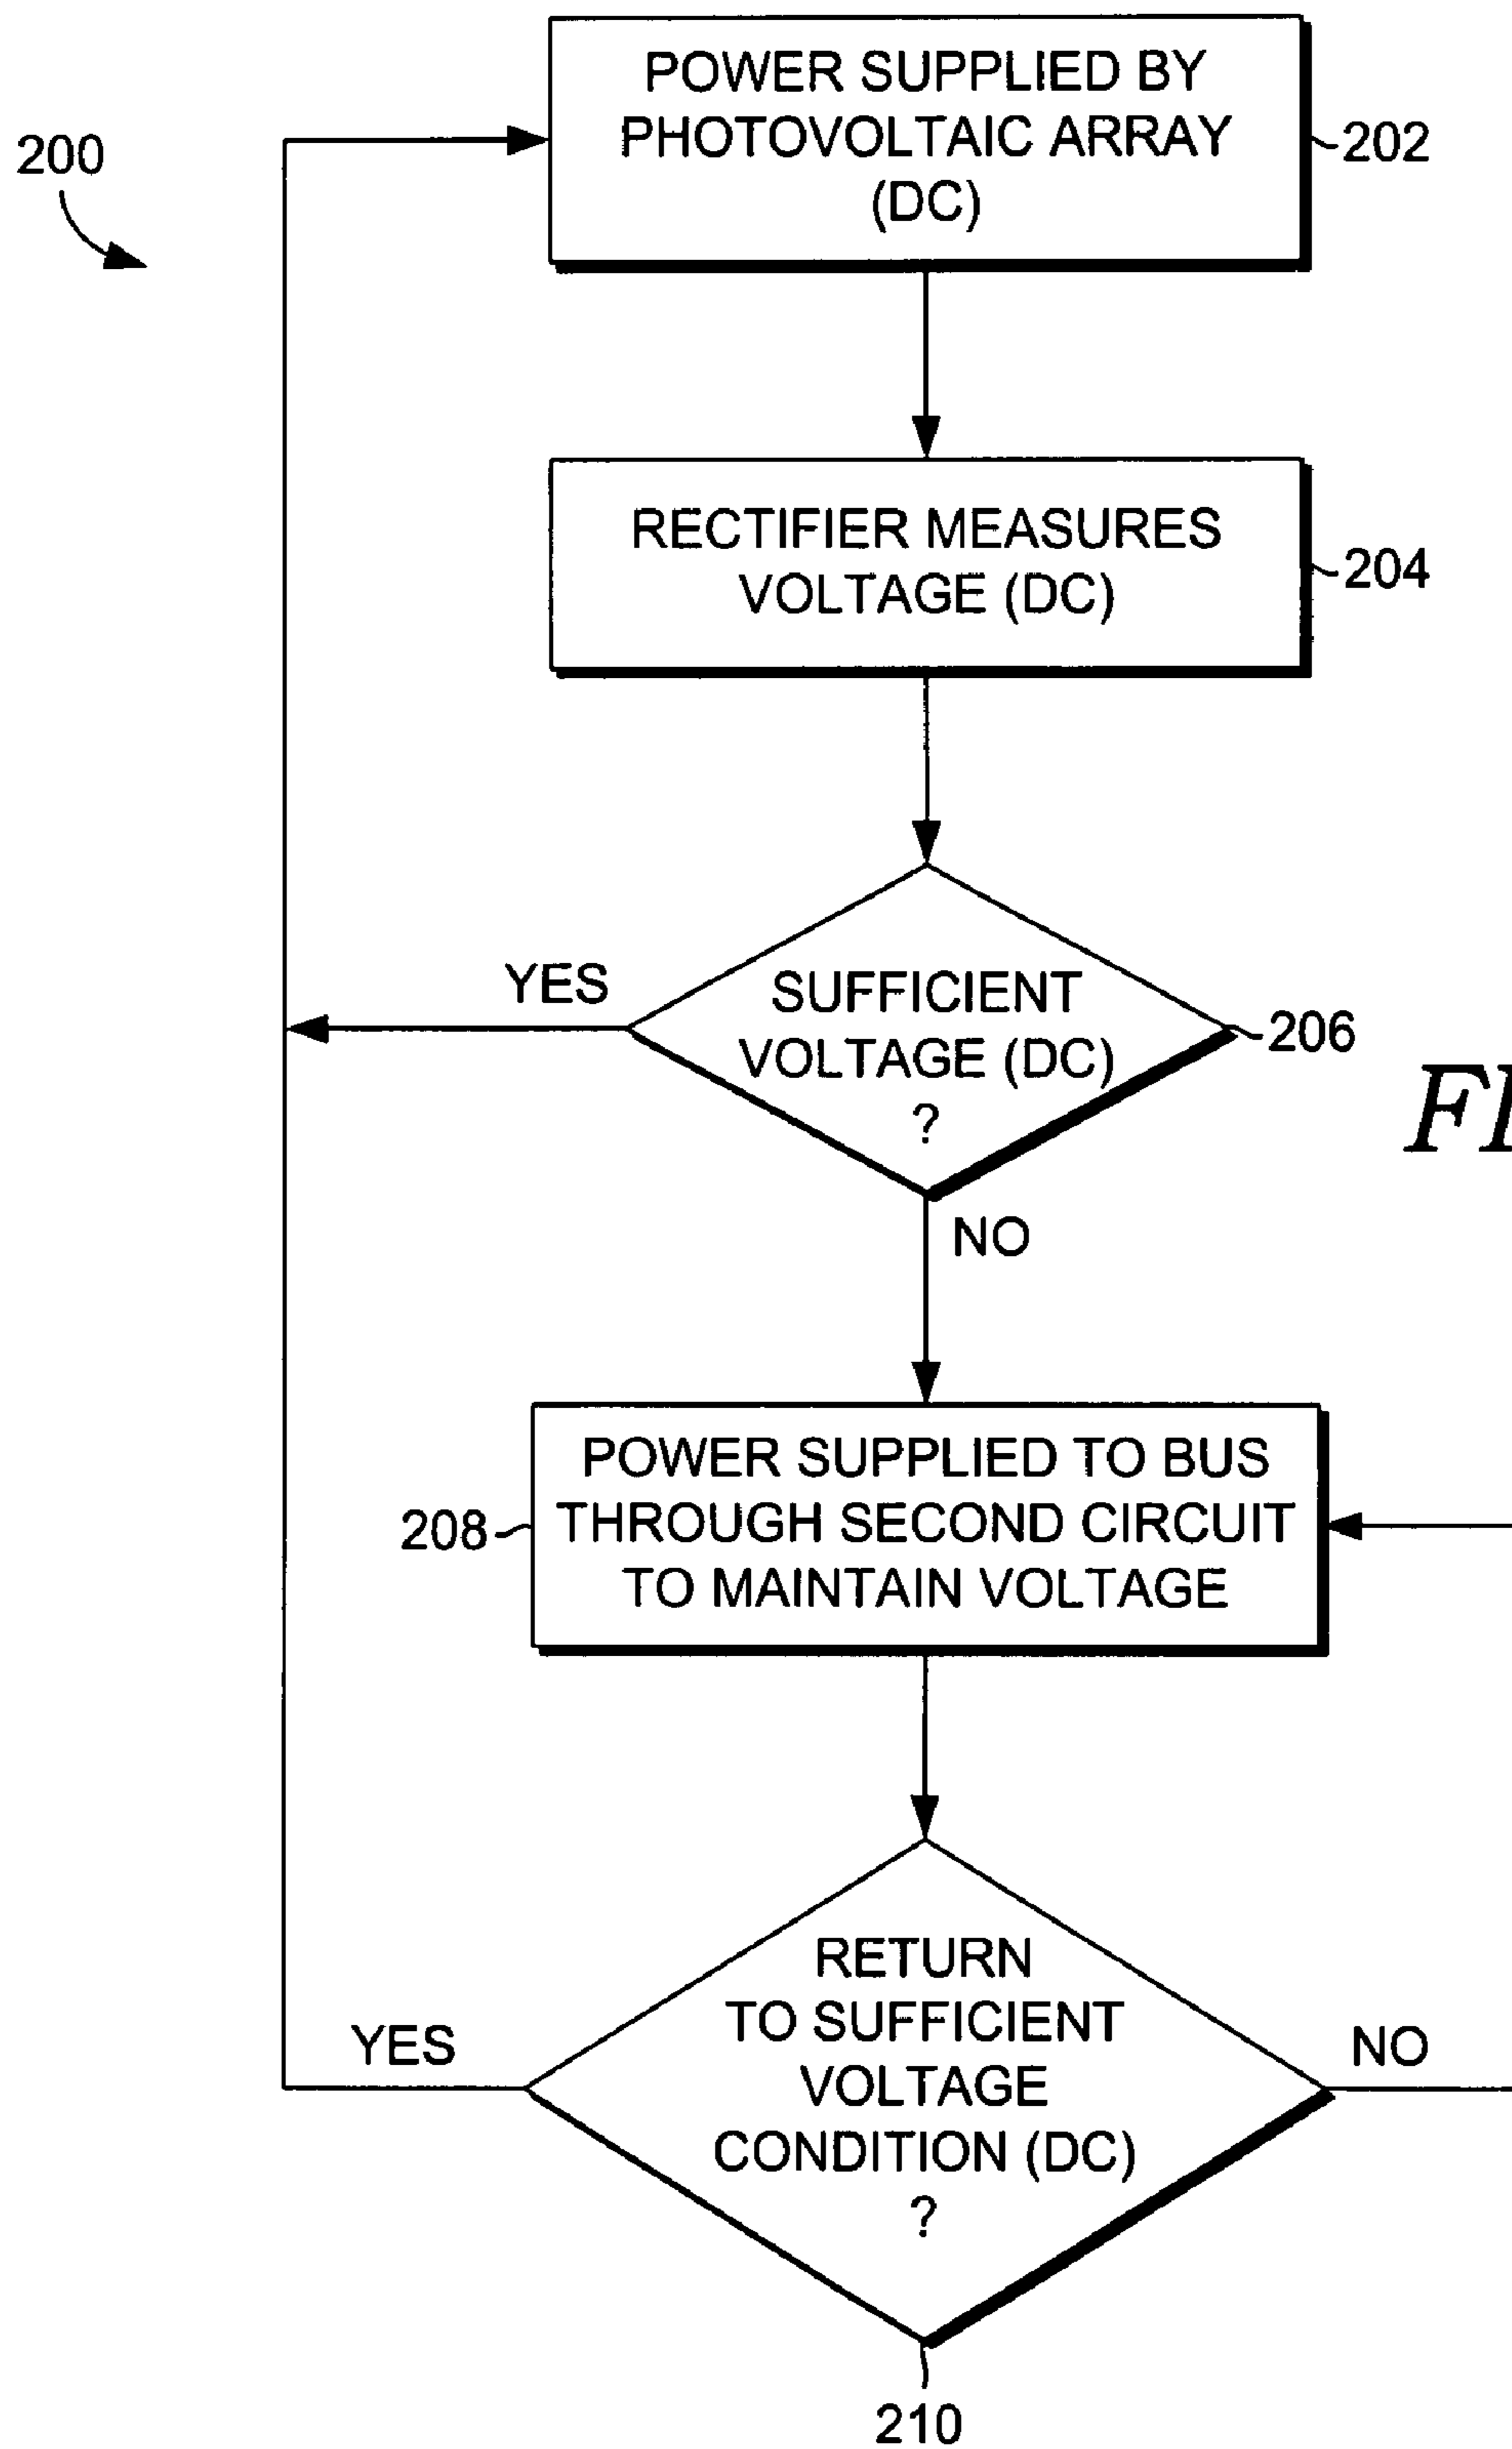 200
POWER SUPPLIED BY
PHOTOVOLTAIC ARRAY
(DC)
202
RECTIFIER MEASURES
VOLTAGE (DC)
204
YES
SUFFICIENT
VOLTAGE (DC)
?
206
NO
POWER SUPPLIED TO BUS
THROUGH SECOND CIRCUIT
TO MAINTAIN VOLTAGE
208
RETURN
TO SUFFICIENT
VOLTAGE
CONDITION (DC)
?
YES
NO
210